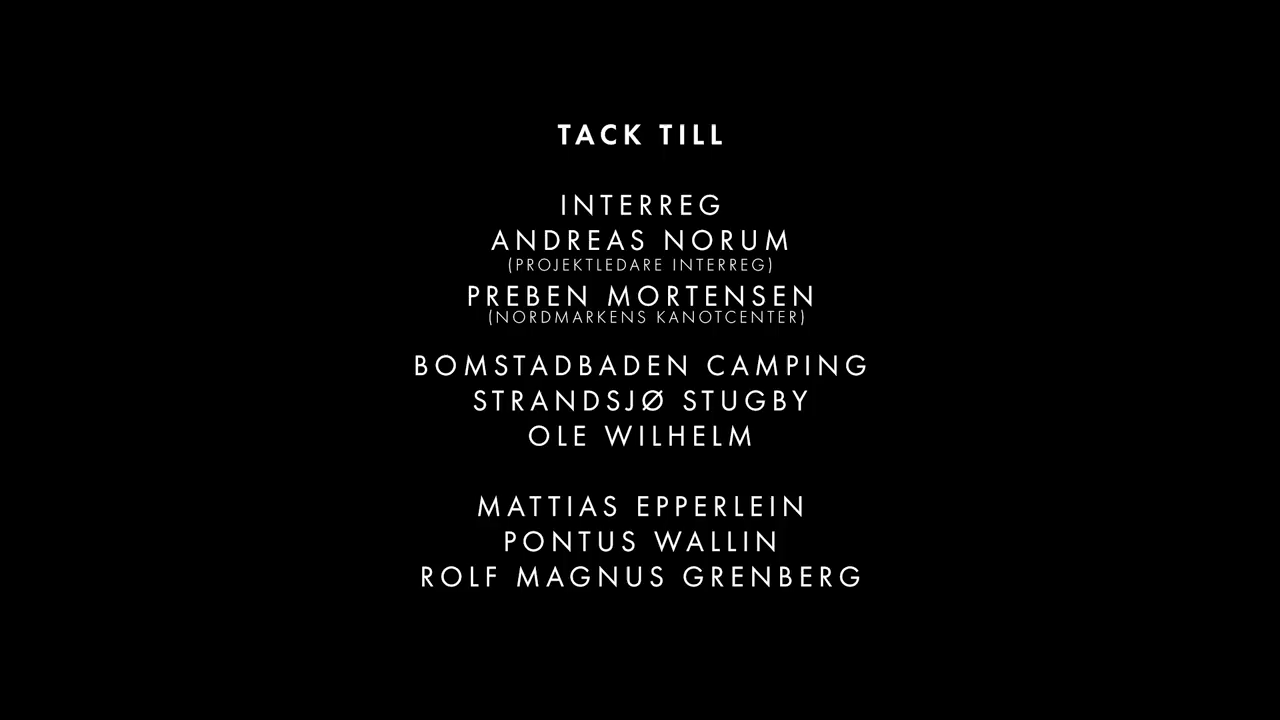 TACK TILL
INTERREG
ANDREAS NORUM
(PROJEKTLEDARE INTERREG)
PREBEN MORTENSEN
(NORDMARKENS KANOTCENTER)
BOMSTADBADEN CAMPING
STRANDSJØ STUGBY
OLE WILHELM
MATTIAS EPPERLEIN
PONTUS WALLIN
ROLF MAGNUS GRENBERG